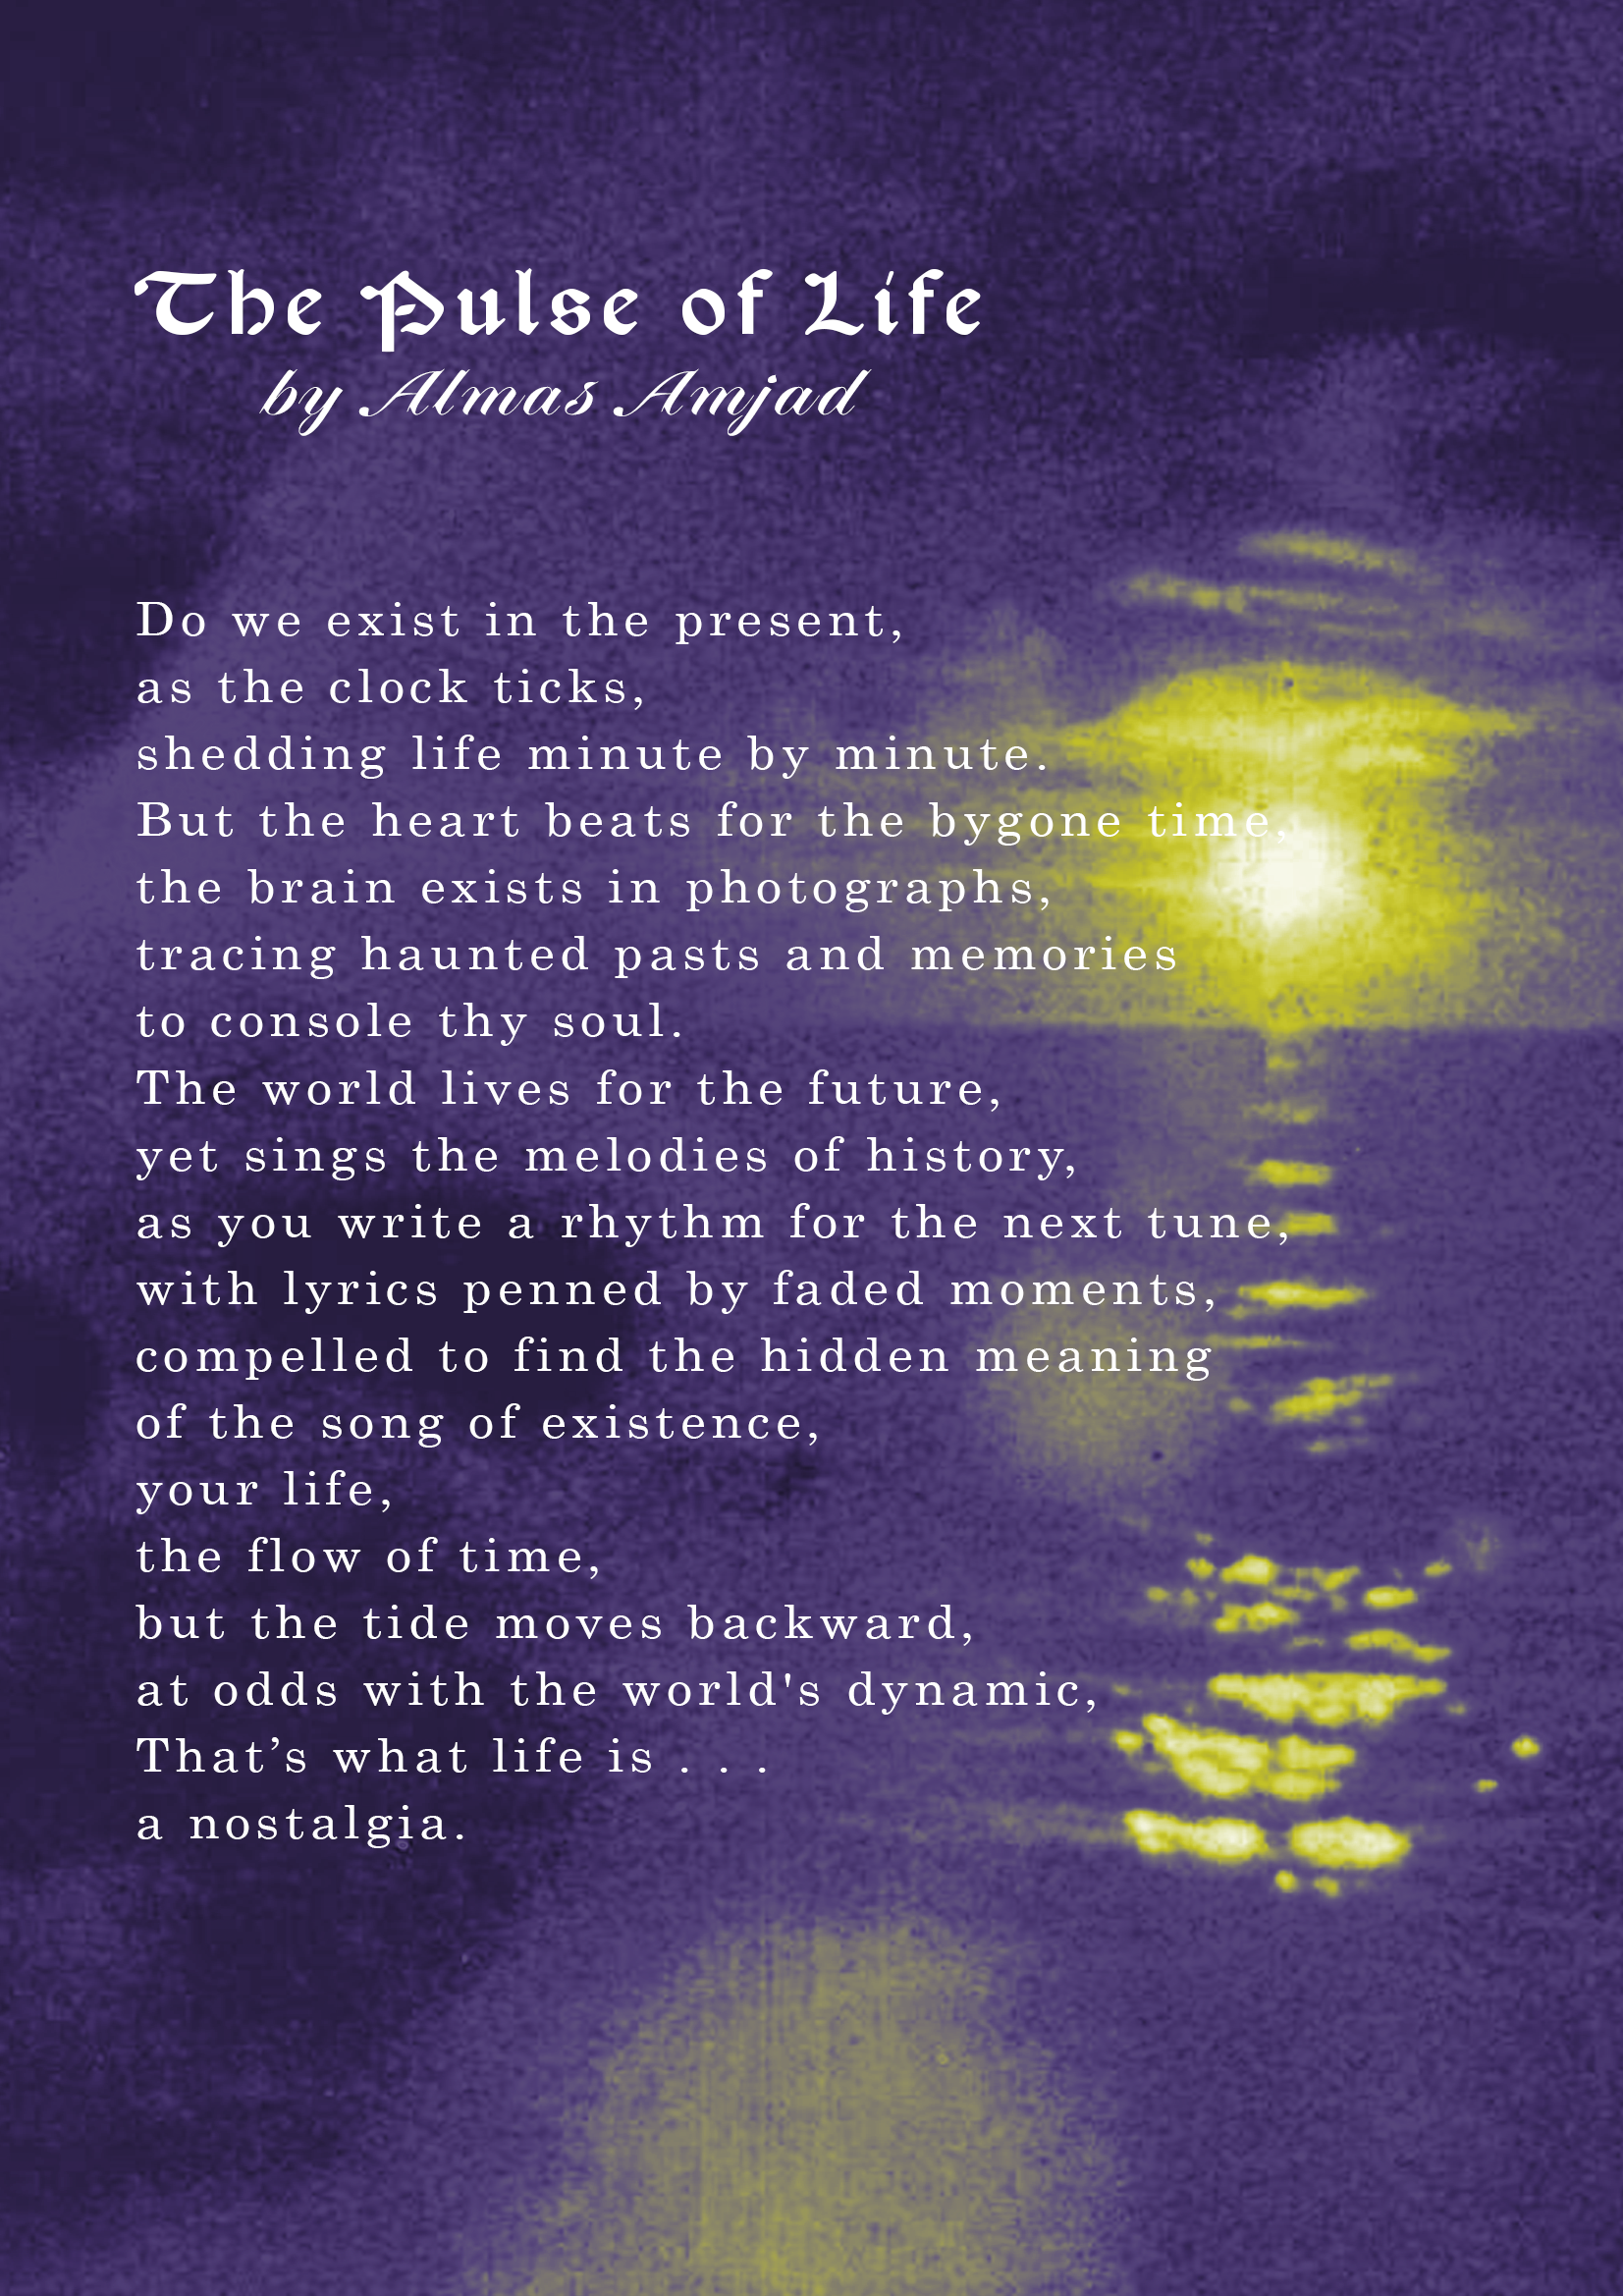 The Pulse of Life
by Almas Amjad
Do we exist in the present,
as the clock ticks,
shedding life minute by minute.
But the heart beats for the bygone time,
the brain exists in photographs,
tracing haunted pasts and memories
to console thy soul.
The world lives for the future,
yet sings the melodies of history,
as you write a rhythm for the next tune,
with lyrics penned by faded moments,
compelled to find the hidden meaning
of the song of existence,
your life,
the flow of time,
but the tide moves backward,
at odds with the world's dynamic,
That’s what life is . . .
a nostalgia.